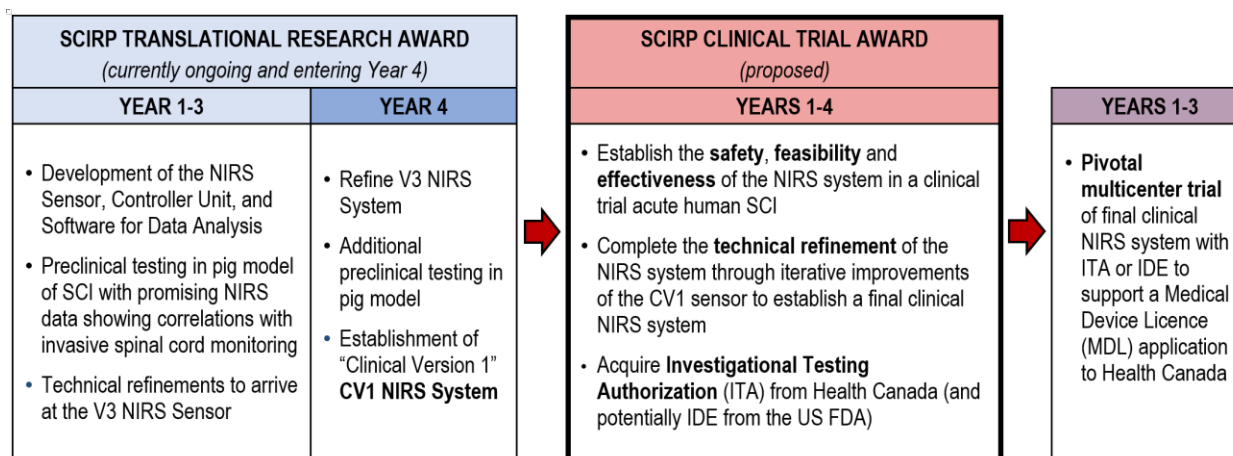 SCIRP TRANSLATIONAL RESEARCH AWARD
(currently ongoing and entering Year 4)
YEAR 1-3
• Development of the NIRS
Sensor, Controller Unit, and
Software for Data Analysis
• Preclinical testing in pig model
of SCI with promising NIRS
data showing correlations with
invasive spinal cord monitoring
• Technical refinements to arrive
at the V3 NIRS Sensor
YEAR 4
• Refine V3 NIRS
System
• Additional
preclinical testing in
pig model
• Establishment of
“Clinical Version 1”
CV1 NIRS System
SCIRP CLINICAL TRIAL AWARD
(proposed)
YEARS 1-4
• Establish the safety, feasibility and
effectiveness of the NIRS system in a clinical
trial acute human SCI
• Complete the technical refinement of the
NIRS system through iterative improvements
of the CV1 sensor to establish a final clinical
NIRS system
• Acquire Investigational Testing
Authorization (ITA) from Health Canada (and
potentially IDE from the US FDA)
YEARS 1-3
• Pivotal
multicenter trial
of final clinical
NIRS system with
ITA or IDE to
support a Medical
Device Licence
(MDL) application
to Health Canada